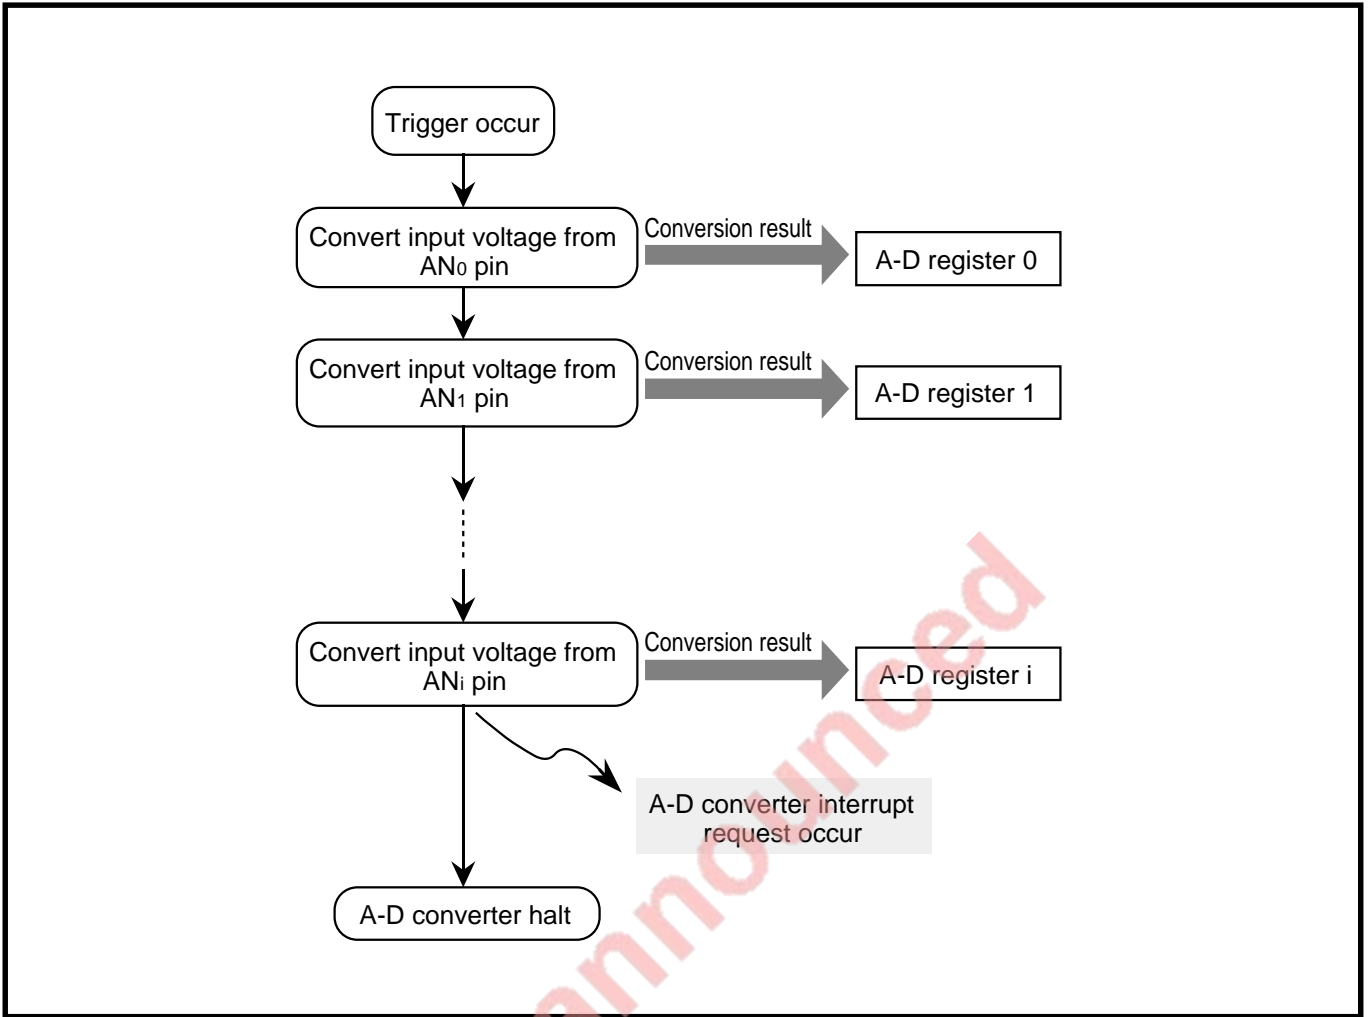 Trigger occur
Convert input voltage from
AN0 pin
Conversion result
A-D register 0
Convert input voltage from
AN1 pin
Conversion result
A-D register 1
Convert input voltage from
ANi pin
Conversion result
A-D register i
A-D converter interrupt
request occur
A-D converter halt
announced